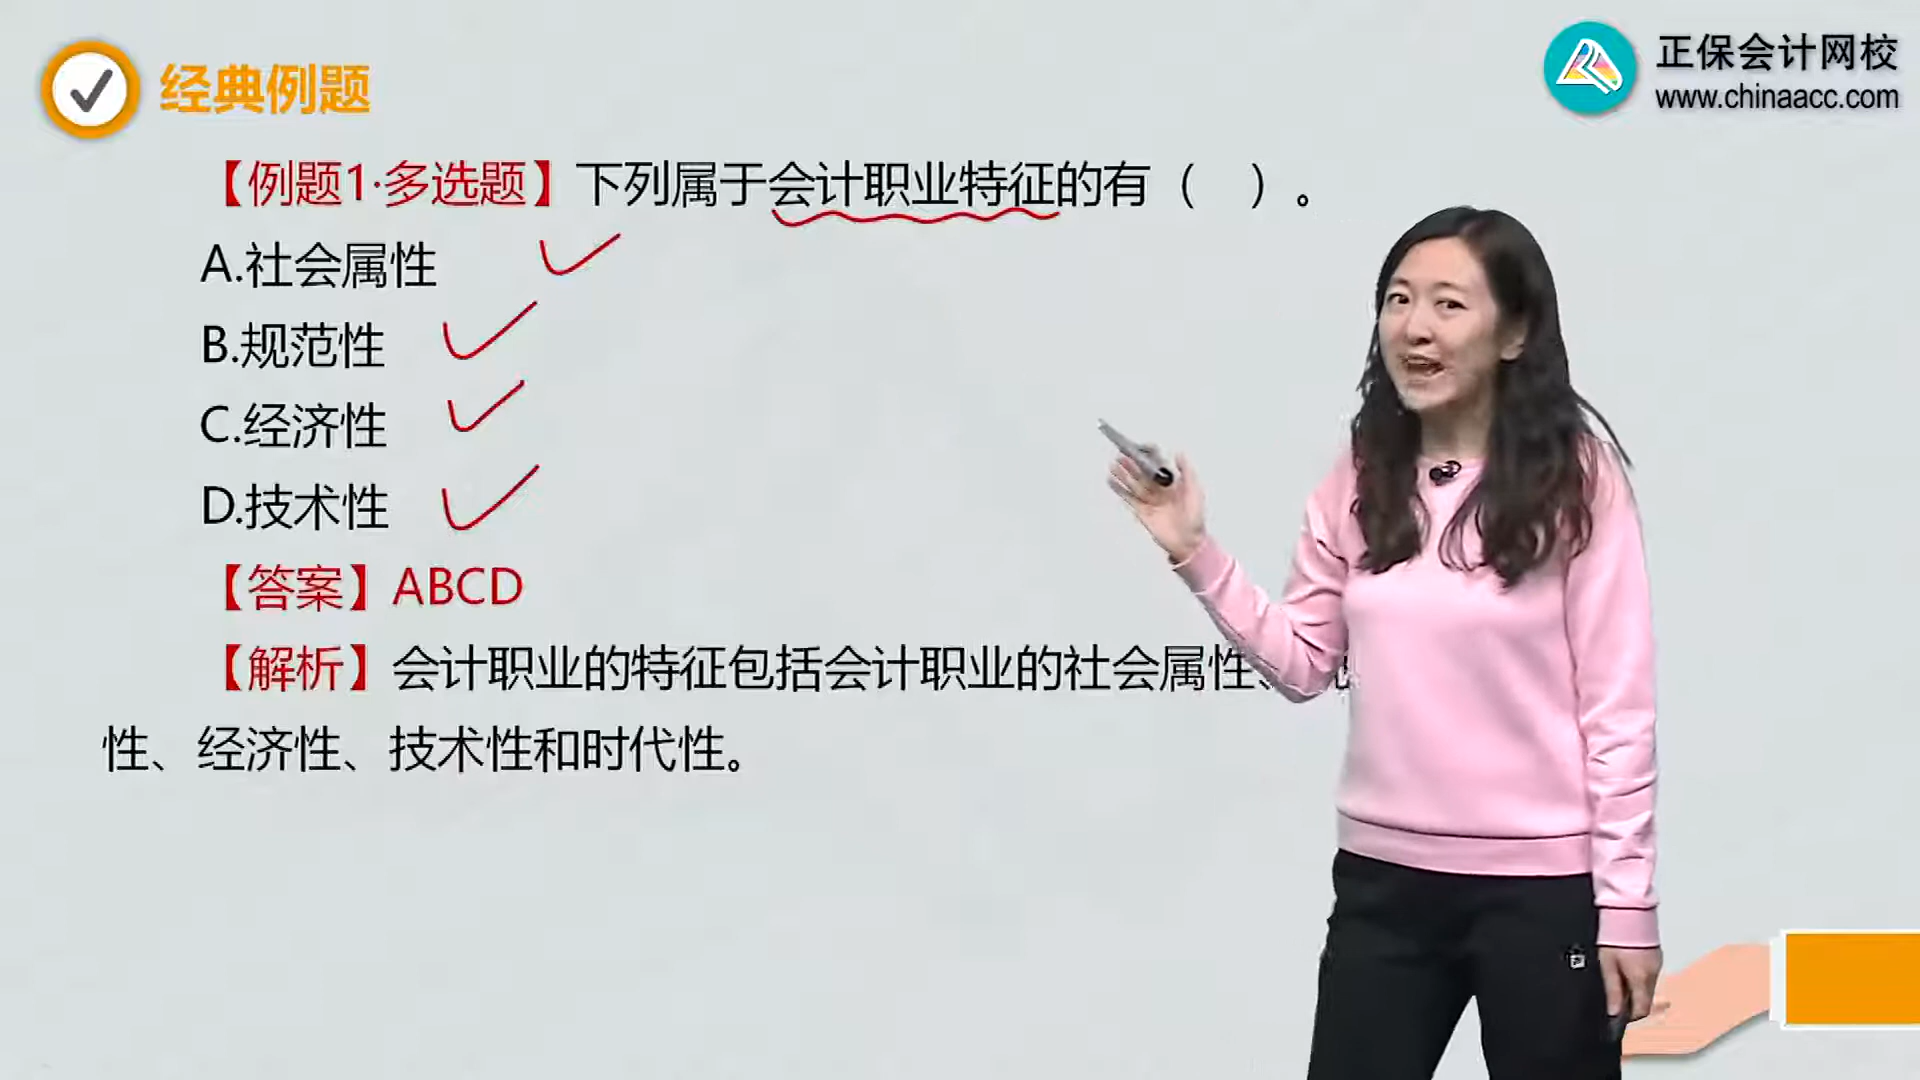 经典例题
正保会计网校
www.chinaacc.com
【例题1·多选题】下列属于会计职业特征的有（ ）。
A.社会属性
B.规范性
C.经济性
D.技术性
【答案】ABCD
【解析】会计职业的特征包括会计职业的社会属性、
性、经济性、技术性和时代性。